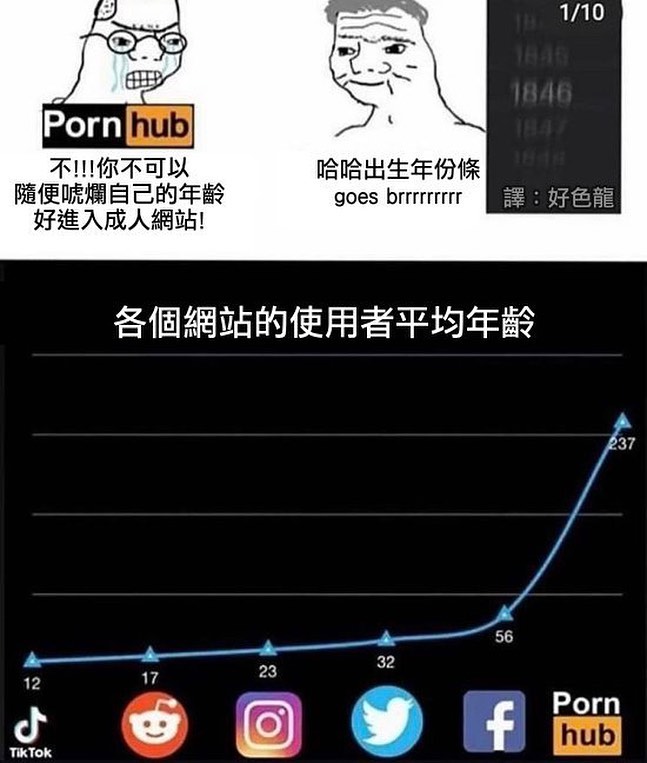 1/10
1846
1846
1847
1848
Porn hub
不!!!你不可以
隨便唬爛自己的年齡
好進入成人網站!
哈哈出生年份條
goes brrrrrrrrr
譯：好色龍
各個網站的使用者平均年齡
237
56
32
23
17
12
TikTok
Porn
hub